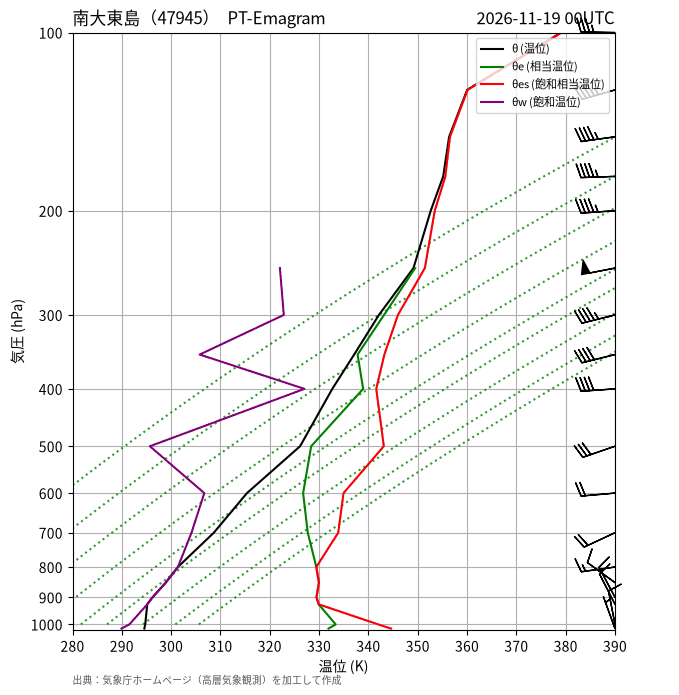 南大東島（47945） PT-Emagram
2026-11-19 00UTC
θ (温位)
θe (相当温位)
θes (飽和相当温位)
θw (飽和温位)
100
200
300
400
500
600
700
800
900
1000
気圧 (hPa)
280 290 300 310 320 330 340 350 360 370 380 390
温位 (K)
出典：気象庁ホームページ（高層気象観測）を加工して作成